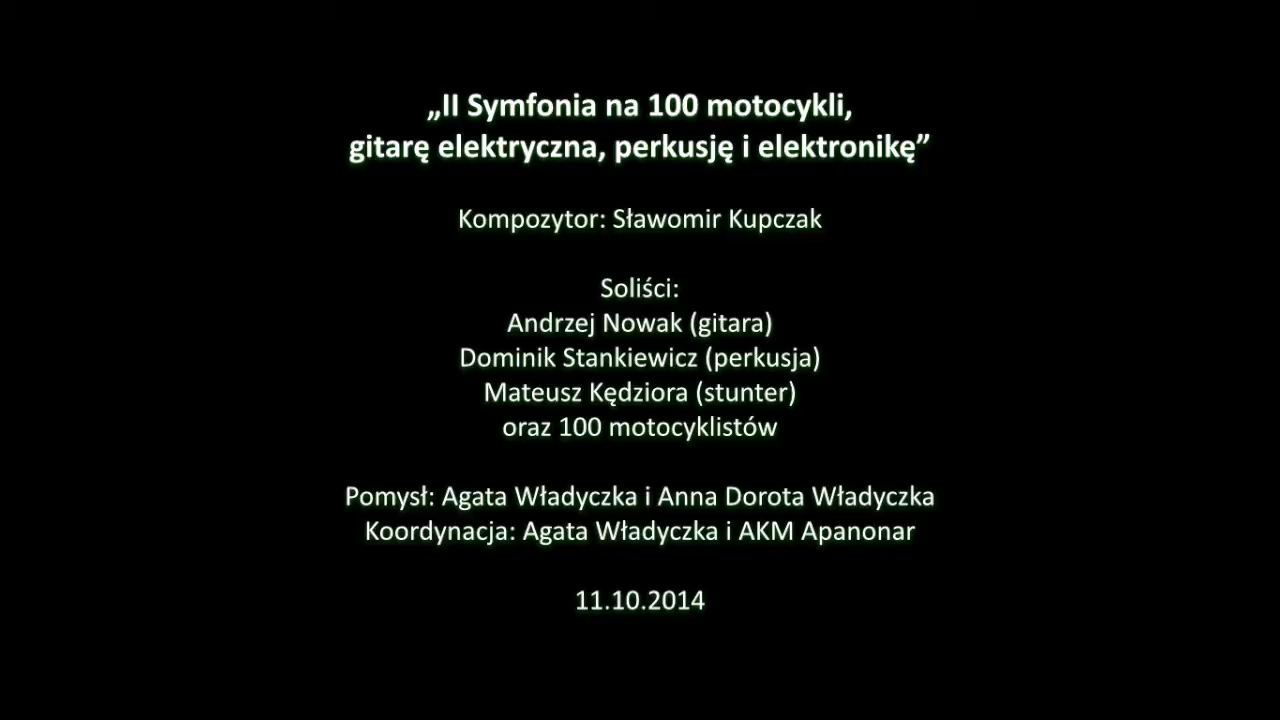 „II Symfonia na 100 motocykli,
gitarę elektryczna, perkusję i elektronikę”
Kompozytor: Sławomir Kupczak
Soliści:
Andrzej Nowak (gitara)
Dominik Stankiewicz (perkusja)
Mateusz Kędziora (stunter)
oraz 100 motocyklistów
Pomysł: Agata Władyczka i Anna Dorota Władyczka
Koordynacja: Agata Władyczka i AKM Apanonar
11.10.2014